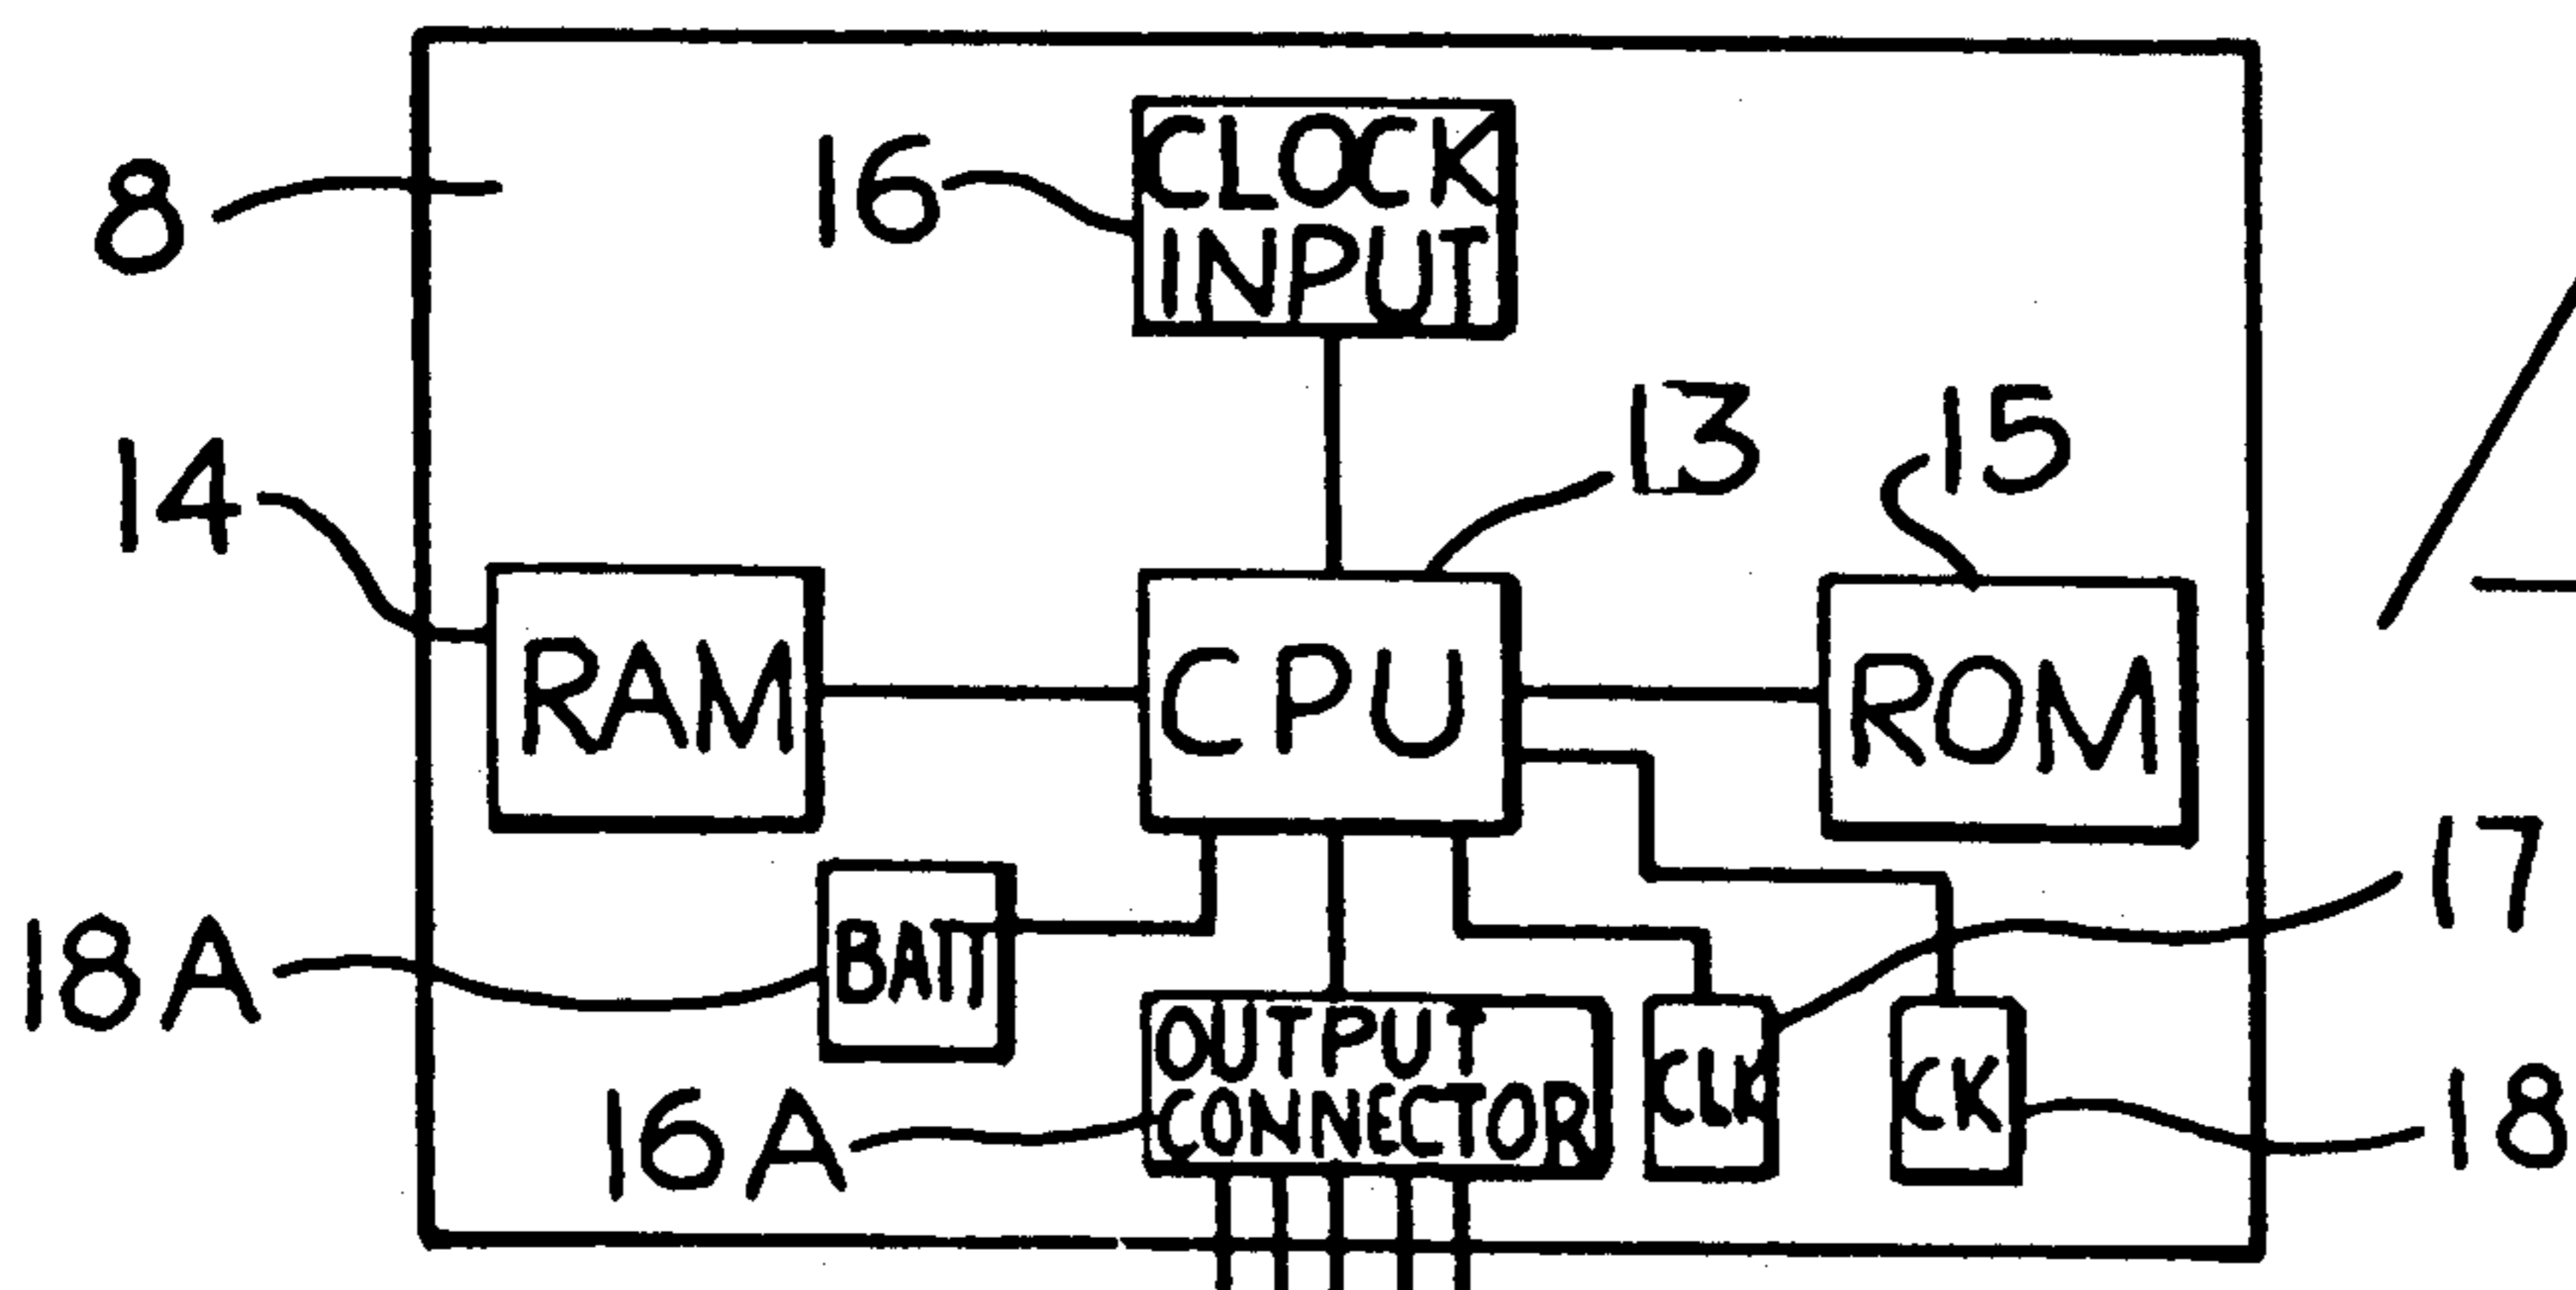 8
16
CLOCK
INPUT
13
15
14
RAM
CPU
ROM
17
18A
BATT
OUTPUT
CONNECTOR
CLK
CK
16A
18